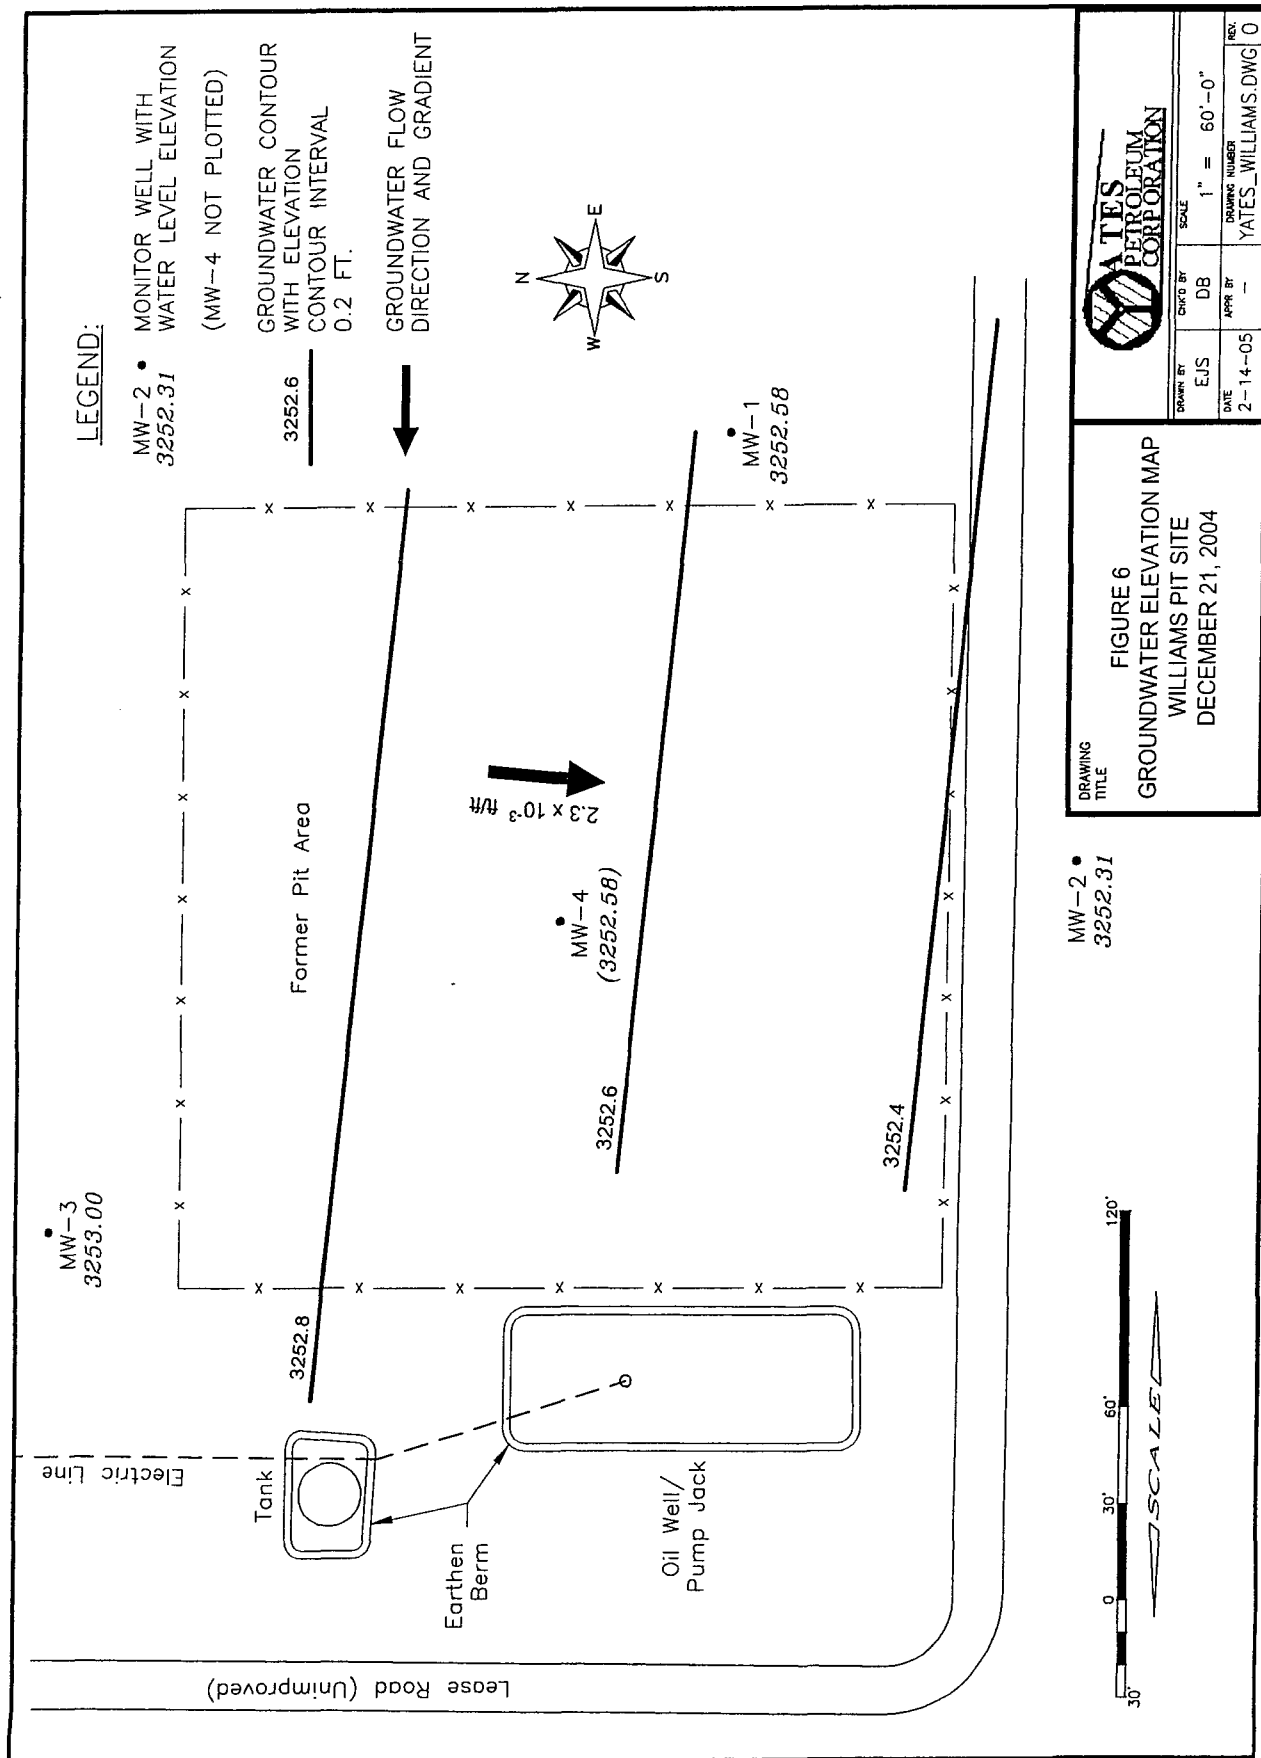 LEGEND:
MW-2
3252.31
MONITOR WELL WITH
WATER LEVEL ELEVATION
(MW-4 NOT PLOTTED)
3252.6
GROUNDWATER CONTOUR
WITH ELEVATION
CONTOUR INTERVAL
0.2 FT.
GROUNDWATER FLOW
DIRECTION AND GRADIENT
N
E
S
W
MW-3
3253.00
Electric Line
Tank
3252.8
Former Pit Area
2.3 x 10-3 ft/ft
MW-4
(3252.58)
3252.6
MW-1
3252.58
Earthen
Berm
Oil Well/
Pump Jack
3252.4
Lease Road (Unimproved)
MW-2
3252.31
30'
0
30'
60'
120'
SCALE
DRAWING
TITLE
FIGURE 6
GROUNDWATER ELEVATION MAP
WILLIAMS PIT SITE
DECEMBER 21, 2004
YATES
PETROLEUM
CORPORATION
DRAWN BY
EJS
CHK'D BY
DB
SCALE
1" = 60'-0"
DATE
2-14-05
APPR BY
-
DRAWING NUMBER
YATES_WILLIAMS.DWG
REV.
0